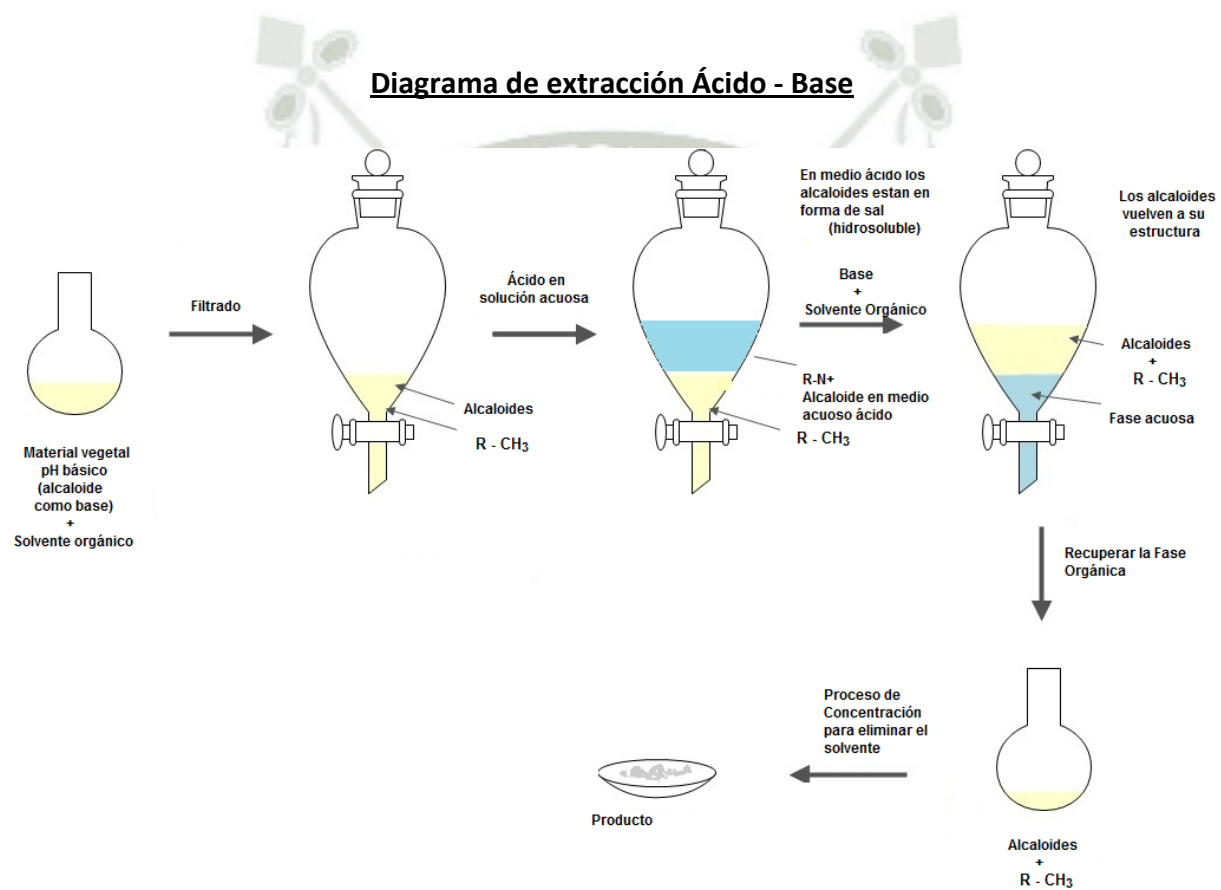 Diagrama de extracción Ácido - Base
En medio ácido los
alcaloides estan en
forma de sal
(hidrosoluble)
Los alcaloides
vuelven a su
estructura
Filtrado
Ácido en
solución acuosa
Base
+
Solvente Orgánico
Alcaloides
R - CH₃
R-N+
Alcaloide en medio
acuoso ácido
R - CH₃
Alcaloides
+
R - CH₃
Fase acuosa
Material vegetal
pH básico
(alcaloide
como base)
+
Solvente orgánico
Recuperar la Fase
Orgánica
Proceso de
Concentración
para eliminar el
solvente
Producto
Alcaloides
+
R - CH₃